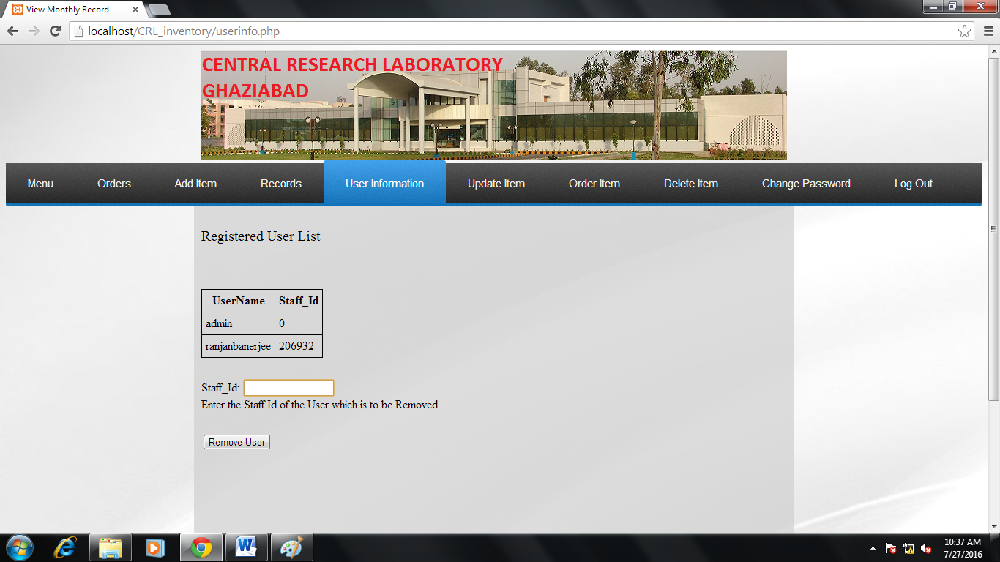 View Monthly Record
localhost/CRL_inventory/userinfo.php
CENTRAL RESEARCH LABORATORY
GHAZIABAD
Menu Orders Add Item Records User Information Update Item Order Item Delete Item Change Password Log Out
Registered User List
UserName Staff_Id
admin 0
ranjanbanerjee 206932
Staff_Id:
Enter the Staff Id of the User which is to be Removed
Remove User
10:37 AM
7/27/2016